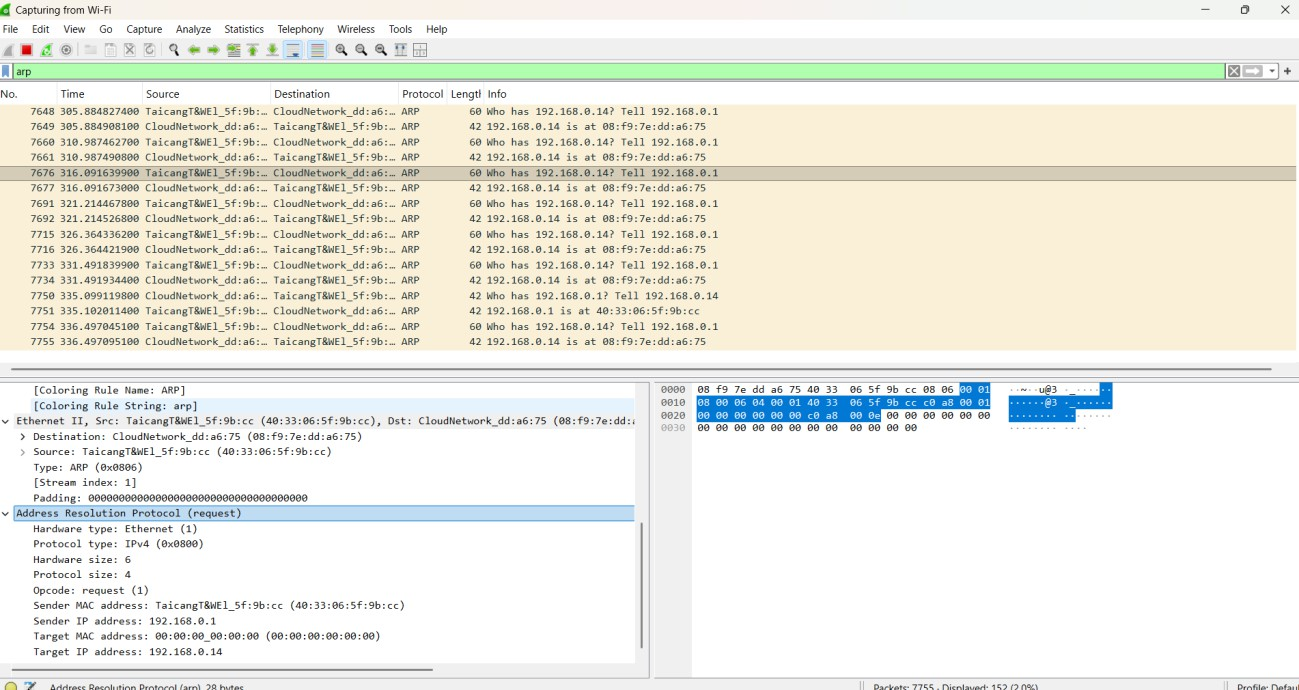 Capturing from Wi-Fi
File Edit View Go Capture Analyze Statistics Telephony Wireless Tools Help
arp
No. Time Source Destination Protocol Length Info
7648 305.884827400 TaicangT&WEl_5f:9b:… CloudNetwork_dd:a6:… ARP 60 Who has 192.168.0.14? Tell 192.168.0.1
7649 305.884908100 CloudNetwork_dd:a6:… TaicangT&WEl_5f:9b:… ARP 42 192.168.0.14 is at 08:f9:7e:dd:a6:75
7660 310.987462700 TaicangT&WEl_5f:9b:… CloudNetwork_dd:a6:… ARP 60 Who has 192.168.0.14? Tell 192.168.0.1
7661 310.987490800 CloudNetwork_dd:a6:… TaicangT&WEl_5f:9b:… ARP 42 192.168.0.14 is at 08:f9:7e:dd:a6:75
7676 316.091639900 TaicangT&WEl_5f:9b:… CloudNetwork_dd:a6:… ARP 60 Who has 192.168.0.14? Tell 192.168.0.1
7677 316.091673000 CloudNetwork_dd:a6:… TaicangT&WEl_5f:9b:… ARP 42 192.168.0.14 is at 08:f9:7e:dd:a6:75
7691 321.214467800 TaicangT&WEl_5f:9b:… CloudNetwork_dd:a6:… ARP 60 Who has 192.168.0.14? Tell 192.168.0.1
7692 321.214526800 CloudNetwork_dd:a6:… TaicangT&WEl_5f:9b:… ARP 42 192.168.0.14 is at 08:f9:7e:dd:a6:75
7715 326.364336200 TaicangT&WEl_5f:9b:… CloudNetwork_dd:a6:… ARP 60 Who has 192.168.0.14? Tell 192.168.0.1
7716 326.364421900 CloudNetwork_dd:a6:… TaicangT&WEl_5f:9b:… ARP 42 192.168.0.14 is at 08:f9:7e:dd:a6:75
7733 331.491839900 TaicangT&WEl_5f:9b:… CloudNetwork_dd:a6:… ARP 60 Who has 192.168.0.14? Tell 192.168.0.1
7734 331.491934400 CloudNetwork_dd:a6:… TaicangT&WEl_5f:9b:… ARP 42 192.168.0.14 is at 08:f9:7e:dd:a6:75
7750 335.099119800 CloudNetwork_dd:a6:… TaicangT&WEl_5f:9b:… ARP 42 Who has 192.168.0.1? Tell 192.168.0.14
7751 335.102011400 TaicangT&WEl_5f:9b:… CloudNetwork_dd:a6:… ARP 42 192.168.0.1 is at 40:33:06:5f:9b:cc
7754 336.497045100 TaicangT&WEl_5f:9b:… CloudNetwork_dd:a6:… ARP 60 Who has 192.168.0.14? Tell 192.168.0.1
7755 336.497095100 CloudNetwork_dd:a6:… TaicangT&WEl_5f:9b:… ARP 42 192.168.0.14 is at 08:f9:7e:dd:a6:75
[Coloring Rule Name: ARP]
[Coloring Rule String: arp]
Ethernet II, Src: TaicangT&WEl_5f:9b:cc (40:33:06:5f:9b:cc), Dst: CloudNetwork_dd:a6:75 (08:f9:7e:dd:a
Destination: CloudNetwork_dd:a6:75 (08:f9:7e:dd:a6:75)
Source: TaicangT&WEl_5f:9b:cc (40:33:06:5f:9b:cc)
Type: ARP (0x0806)
[Stream index: 1]
Padding: 000000000000000000000000000000000000
Address Resolution Protocol (request)
Hardware type: Ethernet (1)
Protocol type: IPv4 (0x0800)
Hardware size: 6
Protocol size: 4
Opcode: request (1)
Sender MAC address: TaicangT&WEl_5f:9b:cc (40:33:06:5f:9b:cc)
Sender IP address: 192.168.0.1
Target MAC address: 00:00:00_00:00:00 (00:00:00:00:00:00)
Target IP address: 192.168.0.14
0000 08 f9 7e dd a6 75 40 33 06 5f 9b cc 08 06 00 01 ··~··u@3 ·_······
0010 08 00 06 04 00 01 40 33 06 5f 9b cc c0 a8 00 01 ······@3 ·_······
0020 00 00 00 00 00 00 c0 a8 00 0e 00 00 00 00 00 00 ········ ········
0030 00 00 00 00 00 00 00 00 00 00 00 00 ········ ····
Address Resolution Protocol (arp), 28 bytes
Packets: 7755 · Displayed: 152 (2.0%)
Profile: Defaul